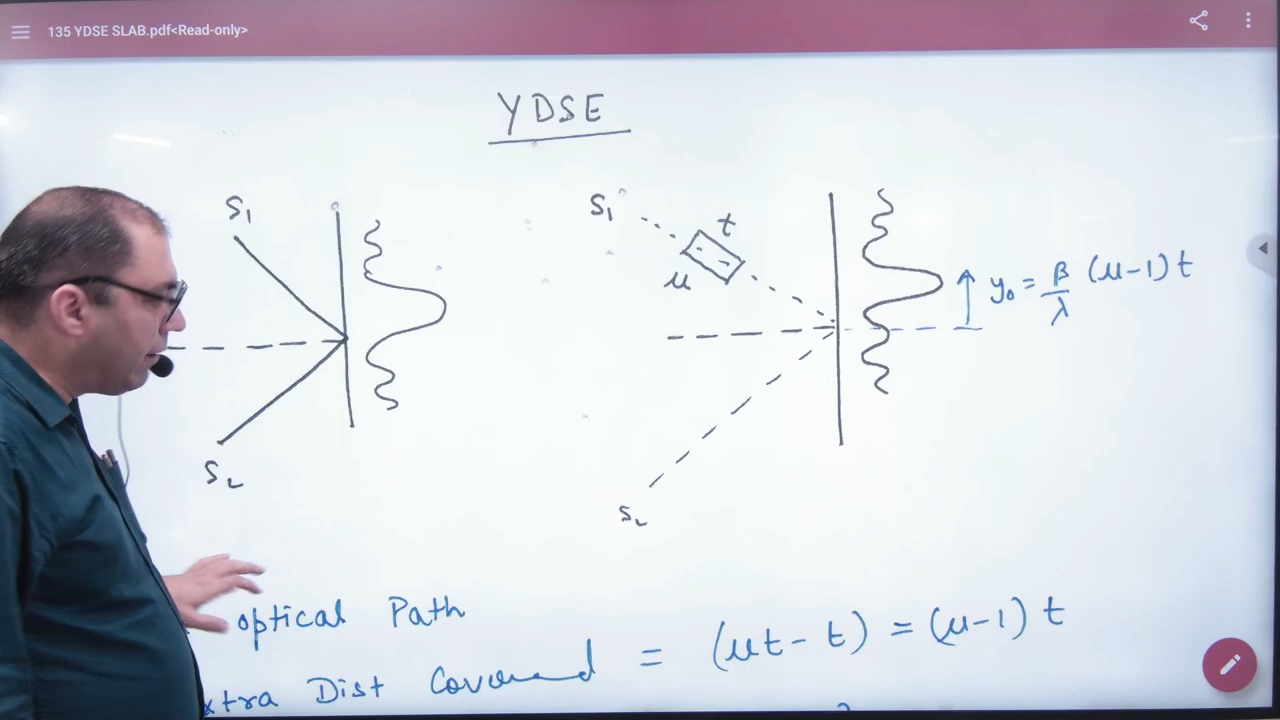 135 YDSE SLAB.pdf<Read-only>
YDSE
S1
S2
S1
t
μ
S2
y0 = β/λ (μ-1) t
optical Path
xtra Dist Covered = (μt - t) = (μ-1) t